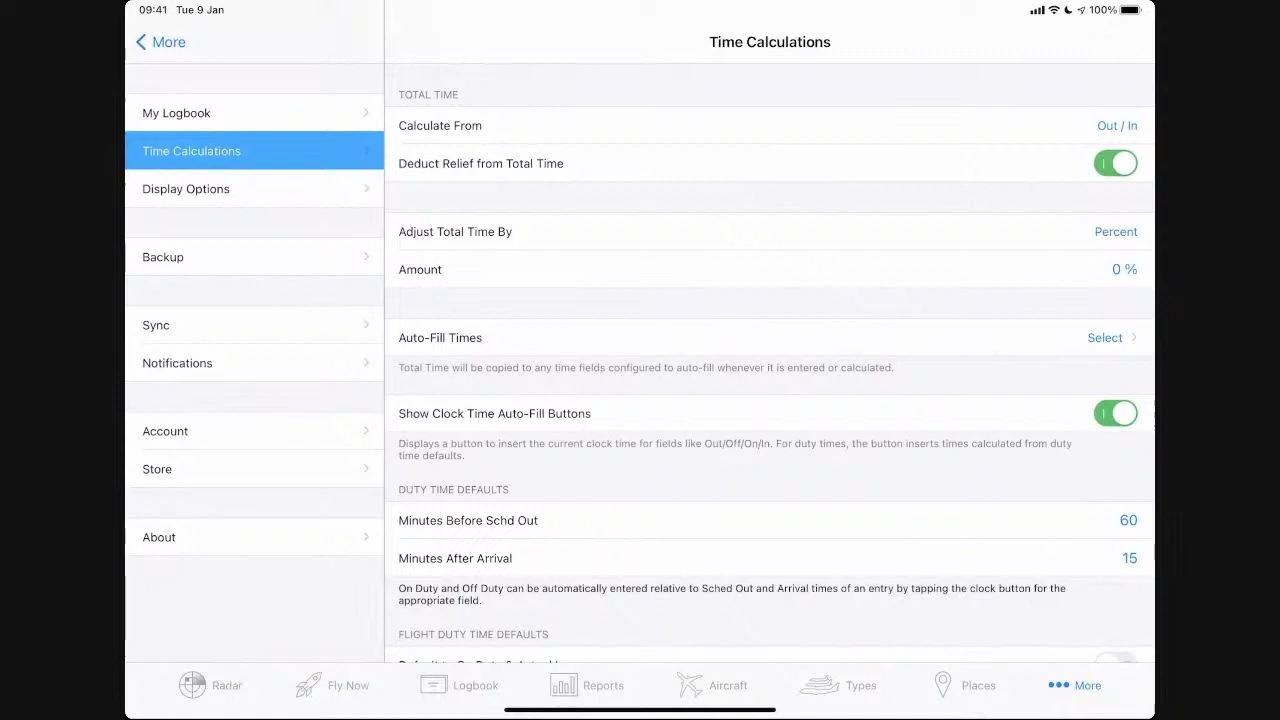 09:41 Tue 9 Jan
100%
More
Time Calculations
My Logbook
Time Calculations
Display Options
Backup
Sync
Notifications
Account
Store
About
TOTAL TIME
Calculate From
Out / In
Deduct Relief from Total Time
Adjust Total Time By
Percent
Amount
0 %
Auto-Fill Times
Select
Total Time will be copied to any time fields configured to auto-fill whenever it is entered or calculated.
Show Clock Time Auto-Fill Buttons
Displays a button to insert the current clock time for fields like Out/Off/On/In. For duty times, the button inserts times calculated from duty
time defaults.
DUTY TIME DEFAULTS
Minutes Before Schd Out
60
Minutes After Arrival
15
On Duty and Off Duty can be automatically entered relative to Sched Out and Arrival times of an entry by tapping the clock button for the
appropriate field.
FLIGHT DUTY TIME DEFAULTS
Radar
Fly Now
Logbook
Reports
Aircraft
Types
Places
More